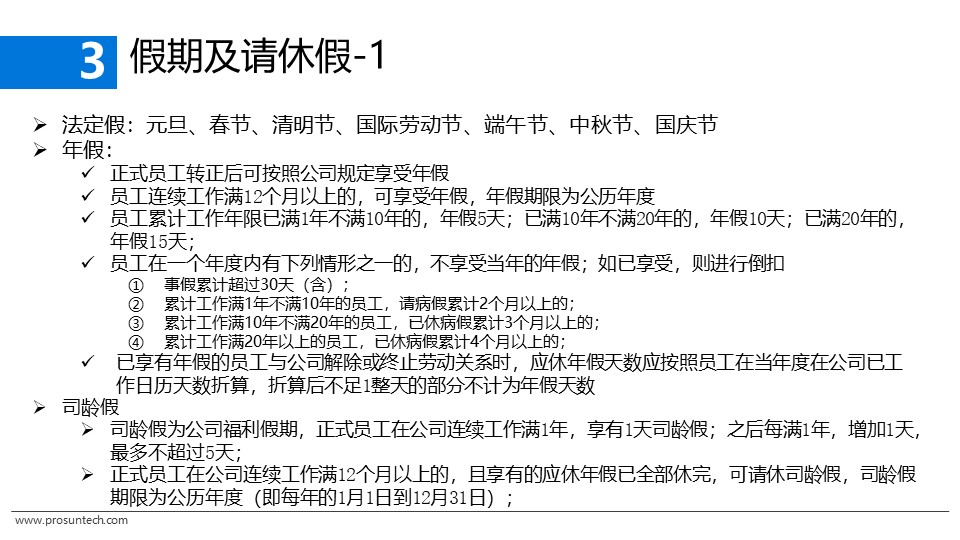 3 假期及请休假-1
➢ 法定假：元旦、春节、清明节、国际劳动节、端午节、中秋节、国庆节
➢ 年假：
✓ 正式员工转正后可按照公司规定享受年假
✓ 员工连续工作满12个月以上的，可享受年假，年假期限为公历年度
✓ 员工累计工作年限已满1年不满10年的，年假5天；已满10年不满20年的，年假10天；已满20年的，
年假15天；
✓ 员工在一个年度内有下列情形之一的，不享受当年的年假；如已享受，则进行倒扣
① 事假累计超过30天（含）；
② 累计工作满1年不满10年的员工，请病假累计2个月以上的；
③ 累计工作满10年不满20年的员工，已休病假累计3个月以上的；
④ 累计工作满20年以上的员工，已休病假累计4个月以上的；
✓ 已享有年假的员工与公司解除或终止劳动关系时，应休年假天数应按照员工在当年度在公司已工
作日历天数折算，折算后不足1整天的部分不计为年假天数
➢ 司龄假
➢ 司龄假为公司福利假期，正式员工在公司连续工作满1年，享有1天司龄假；之后每满1年，增加1天，
最多不超过5天；
➢ 正式员工在公司连续工作满12个月以上的，且享有的应休年假已全部休完，可请休司龄假，司龄假
期限为公历年度（即每年的1月1日到12月31日）；
www.prosuntech.com